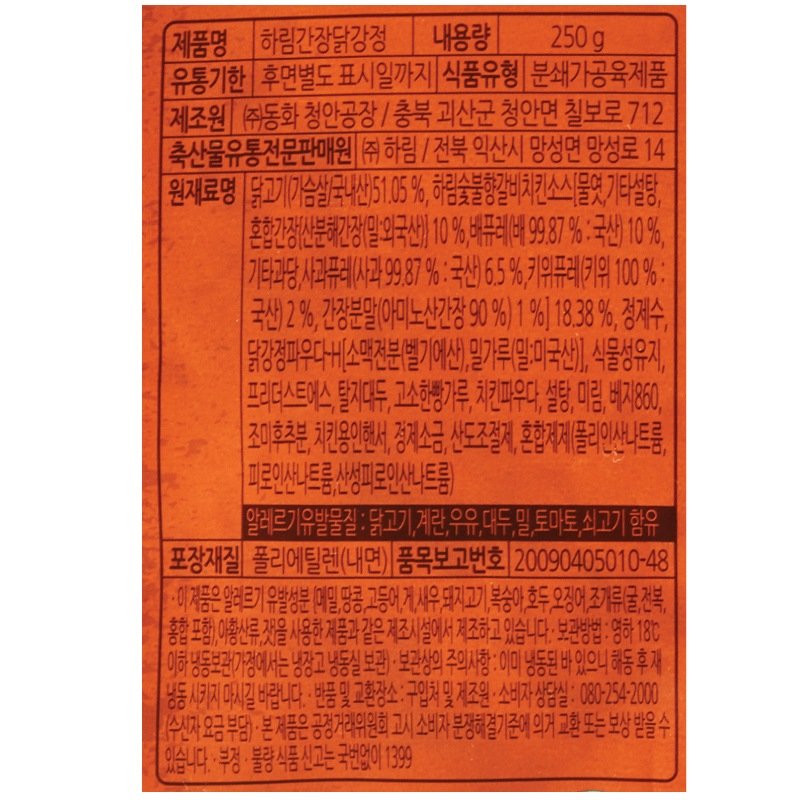 제품명 하림간장닭강정 내용량 250 g
유통기한 후면별도 표시일까지 식품유형 분쇄가공육제품
제조원 ㈜동화 청안공장 / 충북 괴산군 청안면 칠보로 712
축산물유통전문판매원 ㈜ 하림 / 전북 익산시 망성면 망성로 14
원재료명 닭고기(가슴살/국내산)51.05 %, 하림숯불향갈비치킨소스[물엿,기타설탕,
혼합간장{산분해간장(밀:외국산)} 10 %,배퓨레(배 99.87 % : 국산) 10 %,
기타과당,사과퓨레(사과 99.87 % : 국산) 6.5 %,키위퓨레(키위 100 % :
국산) 2 %, 간장분말(아미노산간장 90 %) 1 %] 18.38 %, 정제수,
닭강정파우다-H[소맥전분(벨기에산),밀가루(밀:미국산)], 식물성유지,
프리더스트에스, 탈지대두, 고소한빵가루, 치킨파우다, 설탕, 미림, 베지860,
조미후추분, 치킨용인핸서, 정제소금, 산도조절제, 혼합제제(폴리인산나트륨,
피로인산나트륨,산성피로인산나트륨)
알레르기유발물질 : 닭고기,계란,우유,대두,밀,토마토,쇠고기 함유
포장재질 폴리에틸렌(내면) 품목보고번호 20090405010-48
· 이 제품은 알레르기 유발성분 (메밀,땅콩,고등어,게,새우,돼지고기,복숭아,호두,오징어,조개류(굴,전복,
홍합 포함),아황산류,잣)을 사용한 제품과 같은 제조시설에서 제조하고 있습니다. · 보관방법 : 영하 18℃
이하 냉동보관(가정에서는 냉장고 냉동실 보관) · 보관상의 주의사항 : 이미 냉동된 바 있으니 해동 후 재
냉동 시키지 마시길 바랍니다. · 반품 및 교환장소 : 구입처 및 제조원 · 소비자 상담실 : 080-254-2000
(수신자 요금 부담) · 본 제품은 공정거래위원회 고시 소비자 분쟁해결기준에 의거 교환 또는 보상 받을 수
있습니다. · 부정 · 불량 식품 신고는 국번없이 1399